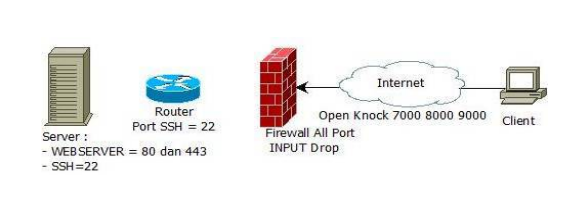 Internet
Router
Port SSH = 22
Open Knock 7000 8000 9000
Client
Firewall All Port
INPUT Drop
Server :
- WEBSERVER = 80 dan 443
- SSH=22